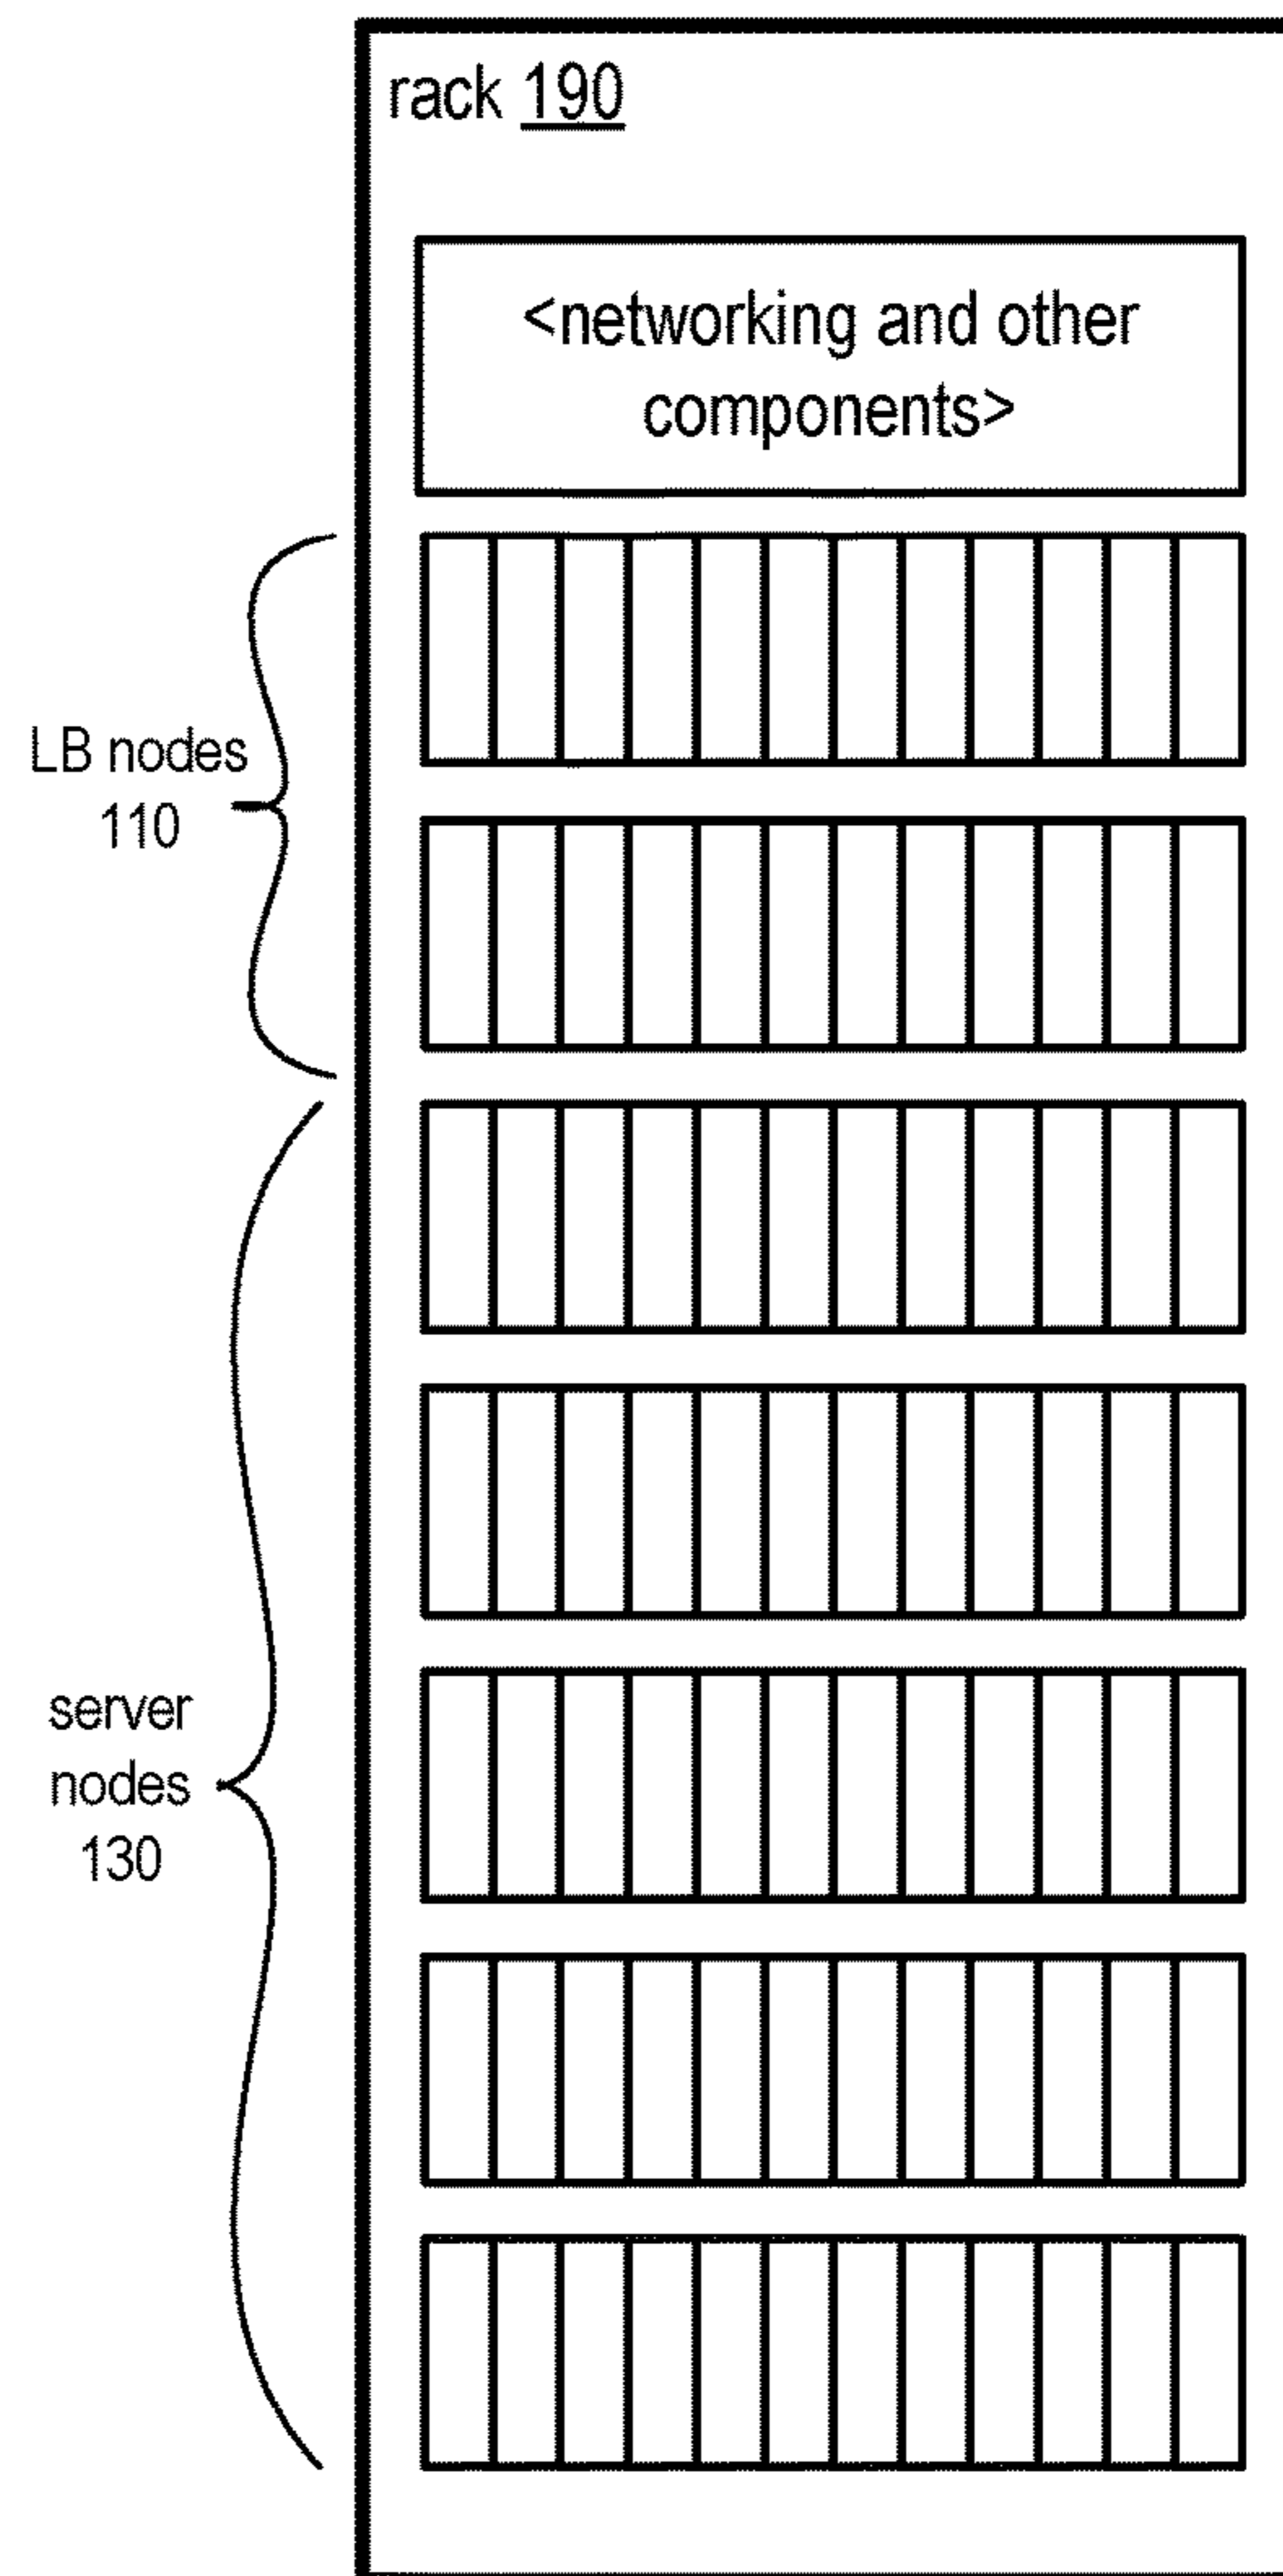 rack 190
<networking and other
components>
LB nodes
110
server
nodes
130